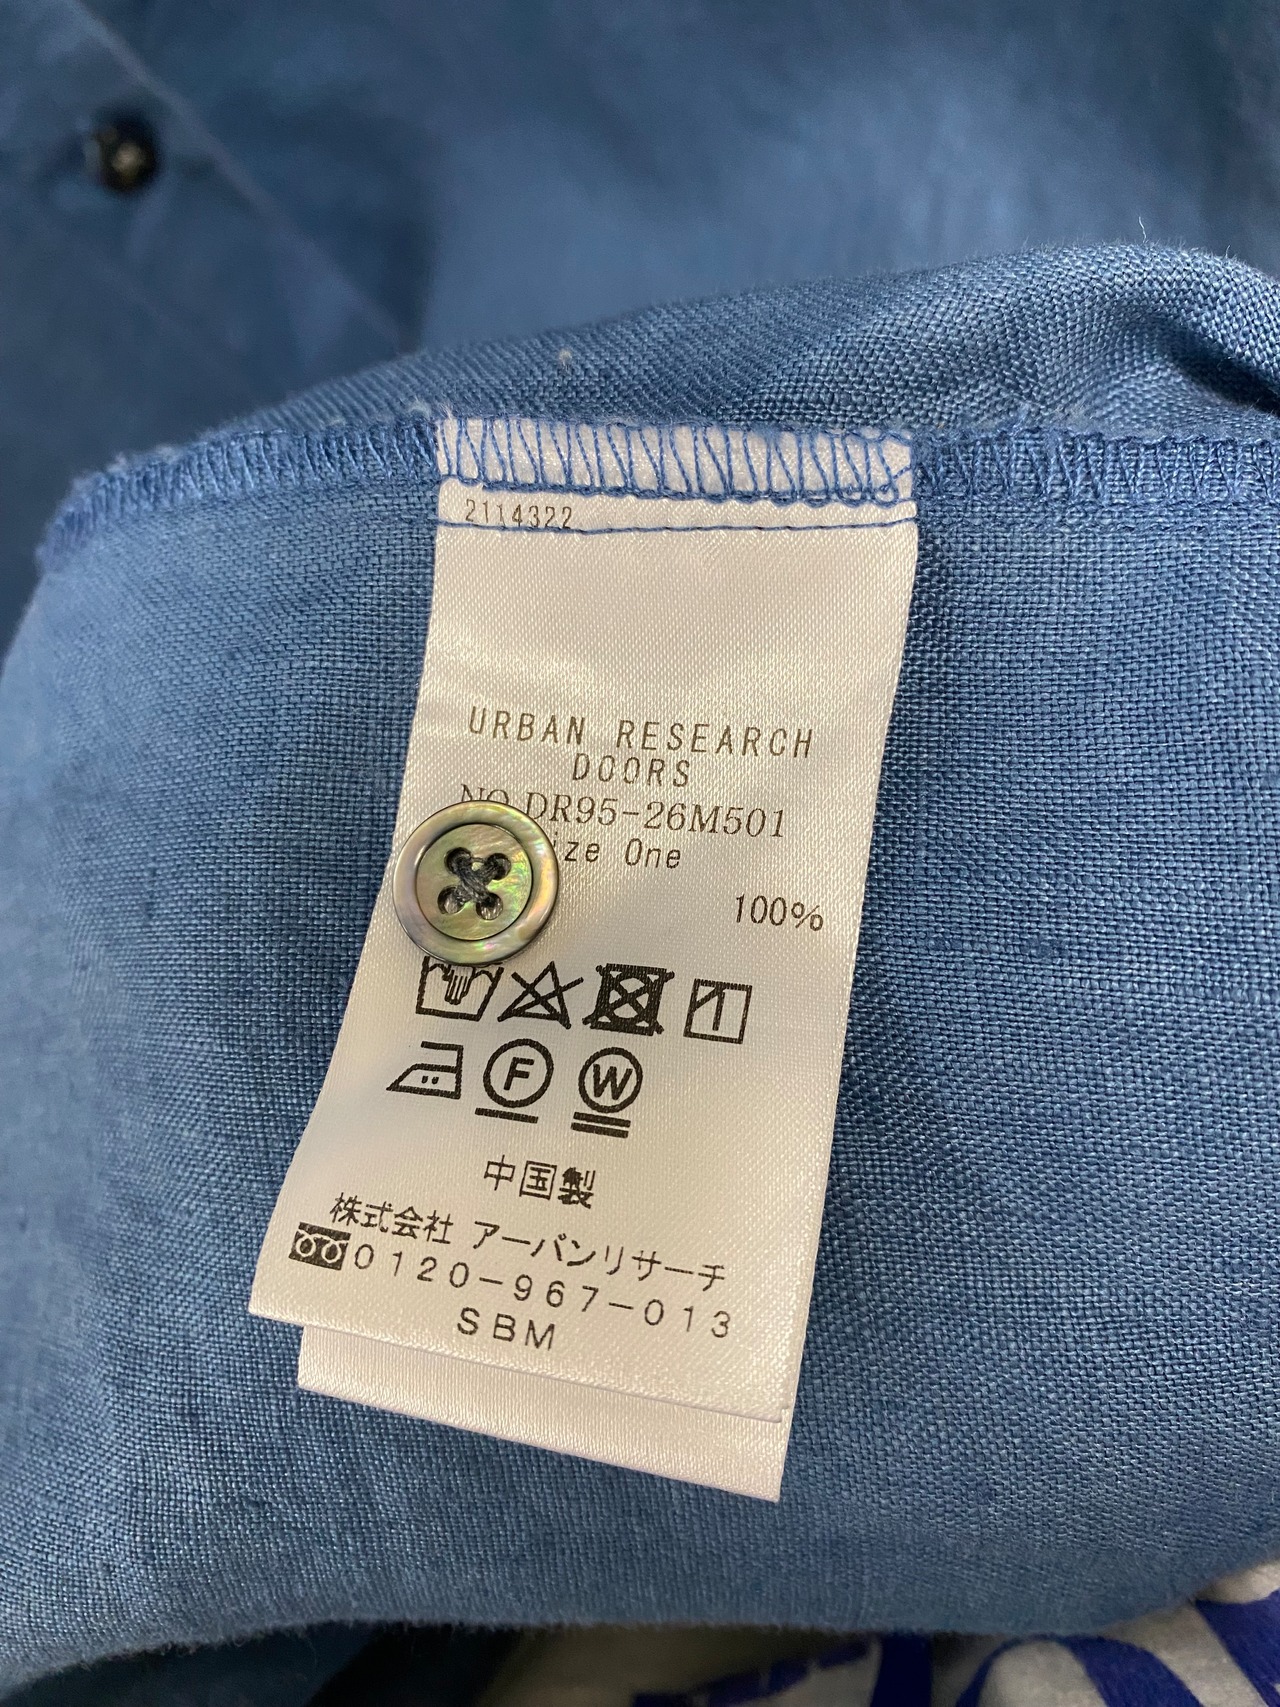 2114322
URBAN RESEARCH
DOORS
NO.DR95-26M501
ize One
100%
F W
中国製
株式会社 アーバンリサーチ
0120-967-013
SBM